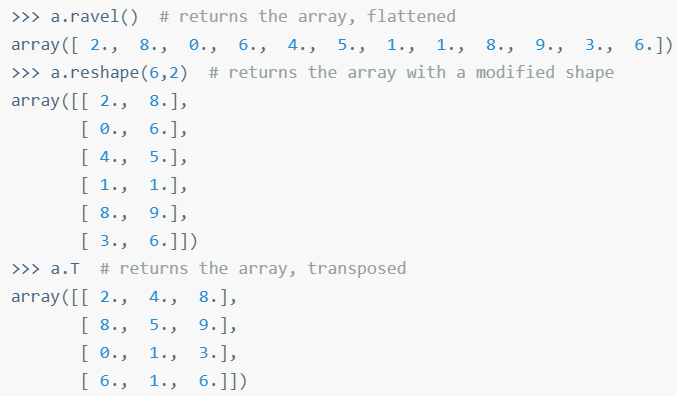 >>> a.ravel()  # returns the array, flattened
array([ 2.,  8.,  0.,  6.,  4.,  5.,  1.,  1.,  8.,  9.,  3.,  6.])
>>> a.reshape(6,2)  # returns the array with a modified shape
array([[ 2.,  8.],
       [ 0.,  6.],
       [ 4.,  5.],
       [ 1.,  1.],
       [ 8.,  9.],
       [ 3.,  6.]])
>>> a.T  # returns the array, transposed
array([[ 2.,  4.,  8.],
       [ 8.,  5.,  9.],
       [ 0.,  1.,  3.],
       [ 6.,  1.,  6.]])